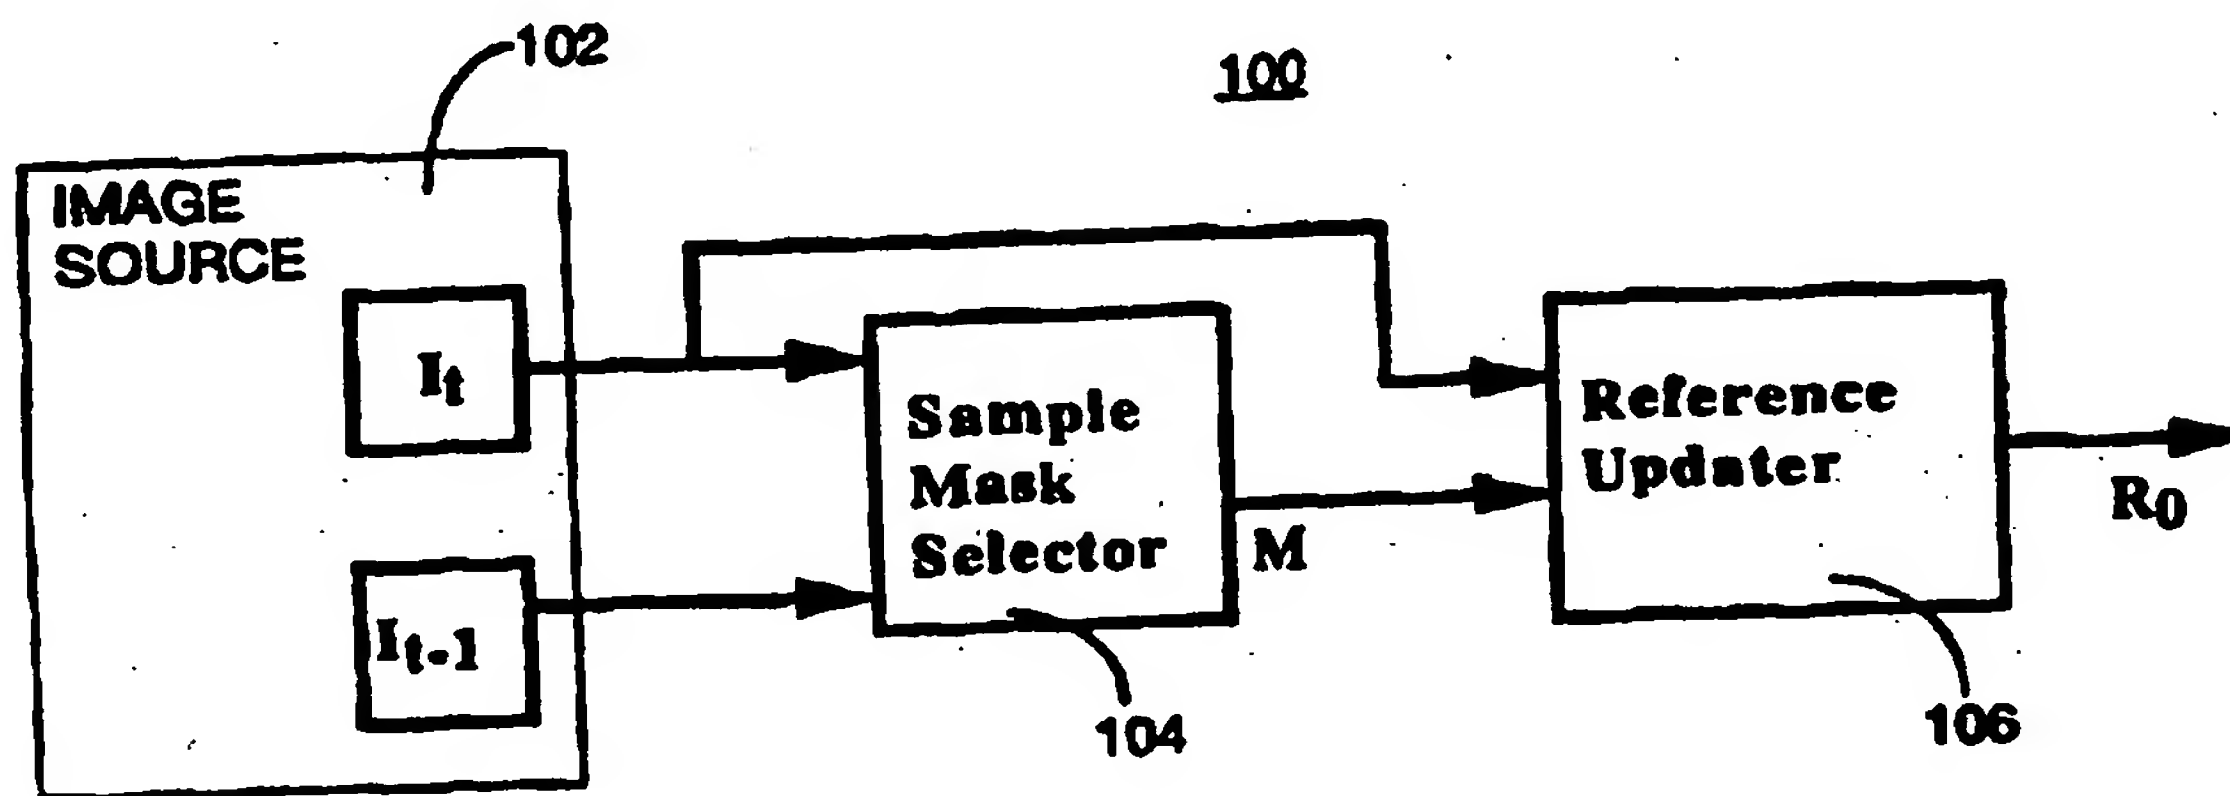 102
100
IMAGE
SOURCE
It
It-1
Sample
Mask
Selector
M
Reference
Updater
R0
104
106